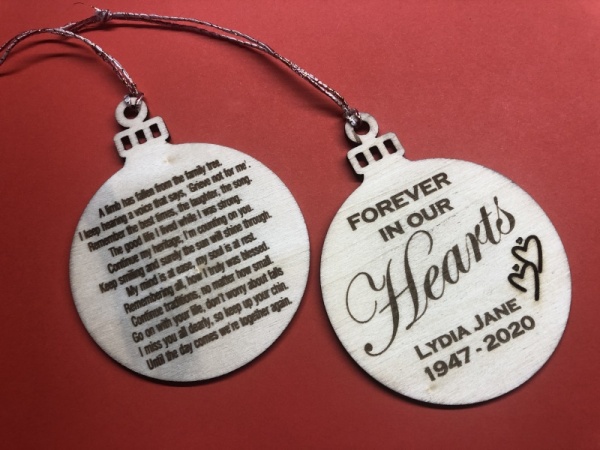 A limb has fallen from the family tree.
I keep hearing a voice that says, 'Grieve not for me'.
Remember the best times, the laughter, the song.
The good life I lived while I was strong.
Continue my heritage, I'm counting on you.
Keep smiling and surely the sun will shine through.
My mind is at ease, my soul is at rest.
Remembering all, how I truly was blessed.
Continue traditions, no matter how small.
Go on with your life, don't worry about falls
I miss you all dearly, so keep up your chin.
Until the day comes we're together again.
FOREVER
IN OUR
Hearts
LYDIA JANE
1947 - 2020